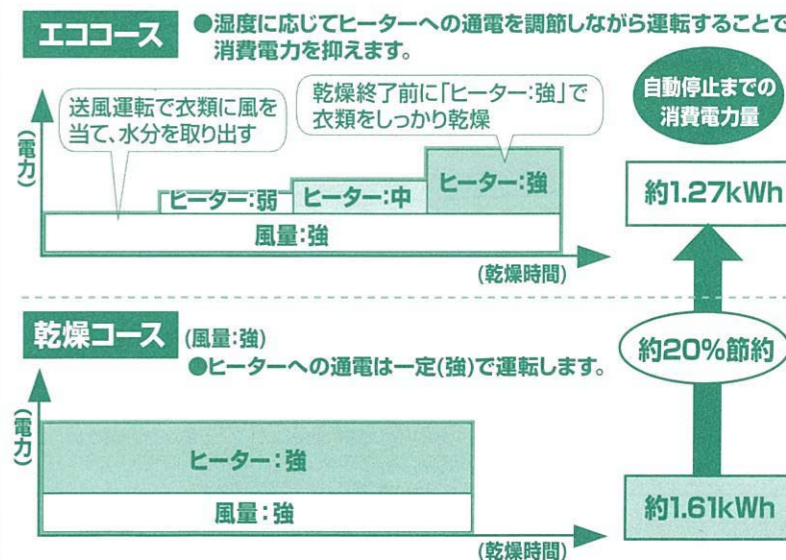 エココース
●湿度に応じてヒーターへの通電を調節しながら運転することで
消費電力を抑えます。
自動停止までの
消費電力量
(電力)
送風運転で衣類に風を
当て、水分を取り出す
乾燥終了前に「ヒーター:強」で
衣類をしっかり乾燥
ヒーター:弱
ヒーター:中
ヒーター:強
風量:強
(乾燥時間)
約1.27kWh
乾燥コース
(風量:強)
●ヒーターへの通電は一定(強)で運転します。
約20%節約
(電力)
ヒーター:強
風量:強
(乾燥時間)
約1.61kWh